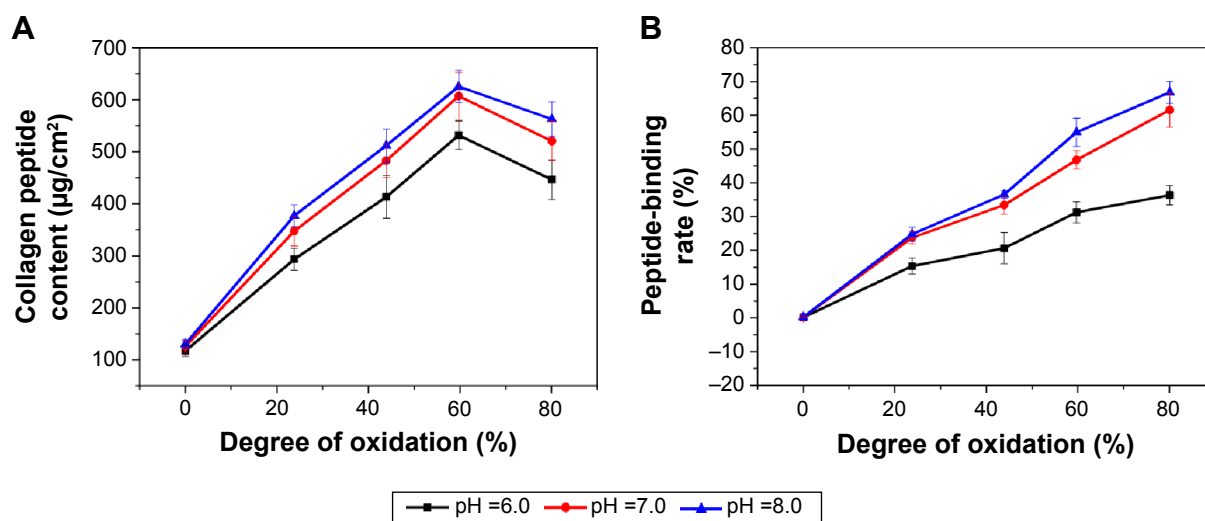 A
Collagen peptide
content (µg/cm²)
700
600
500
400
300
200
100
0
20
40
60
80
Degree of oxidation (%)
B
Peptide-binding
rate (%)
80
70
60
50
40
30
20
10
0
–10
–20
0
20
40
60
80
Degree of oxidation (%)
pH =6.0
pH =7.0
pH =8.0